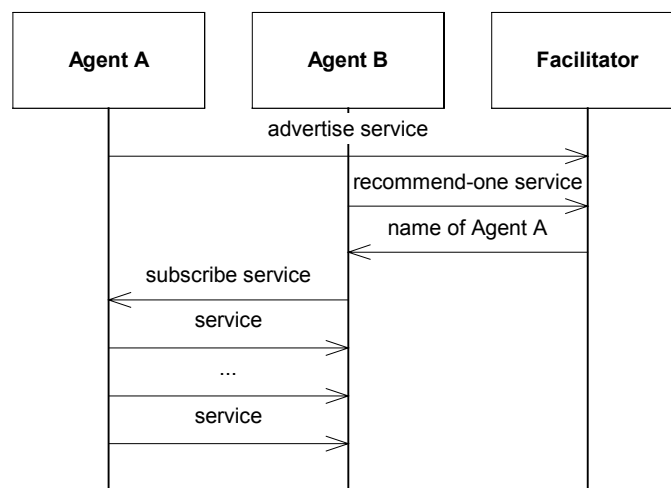 Agent A
Agent B
Facilitator
advertise service
recommend-one service
name of Agent A
subscribe service
service
...
service